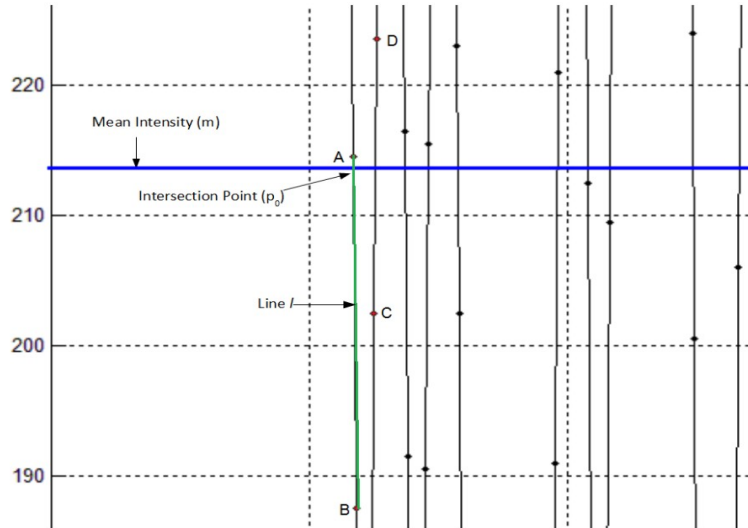 D
220
Mean Intensity (m)
A
Intersection Point (p0)
210
Line l
C
200
190
B